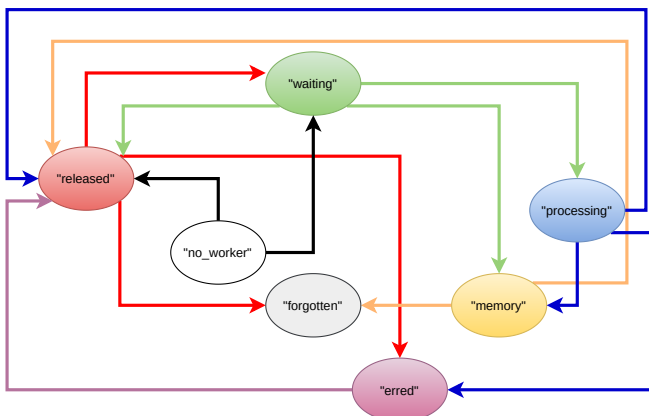 "waiting"
"released"
"processing"
"no_worker"
"forgotten"
"memory"
"erred"